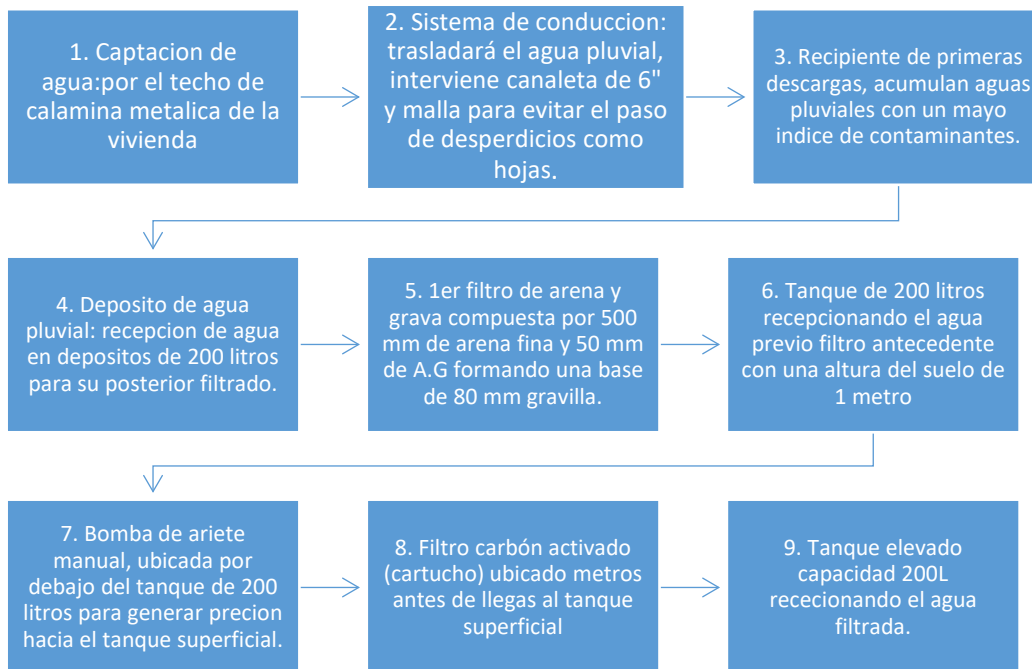 1. Captacion de
agua:por el techo de
calamina metalica de la
vivienda
2. Sistema de conduccion:
trasladará el agua pluvial,
interviene canaleta de 6"
y malla para evitar el paso
de desperdicios como
hojas.
3. Recipiente de primeras
descargas, acumulan aguas
pluviales con un mayo
indice de contaminantes.
4. Deposito de agua
pluvial: recepcion de agua
en depositos de 200 litros
para su posterior filtrado.
5. 1er filtro de arena y
grava compuesta por 500
mm de arena fina y 50 mm
de A.G formando una base
de 80 mm gravilla.
6. Tanque de 200 litros
recepcionando el agua
previo filtro antecedente
con una altura del suelo de
1 metro
7. Bomba de ariete
manual, ubicada por
debajo del tanque de 200
litros para generar precion
hacia el tanque superficial.
8. Filtro carbón activado
(cartucho) ubicado metros
antes de llegas al tanque
superficial
9. Tanque elevado
capacidad 200L
rececionando el agua
filtrada.